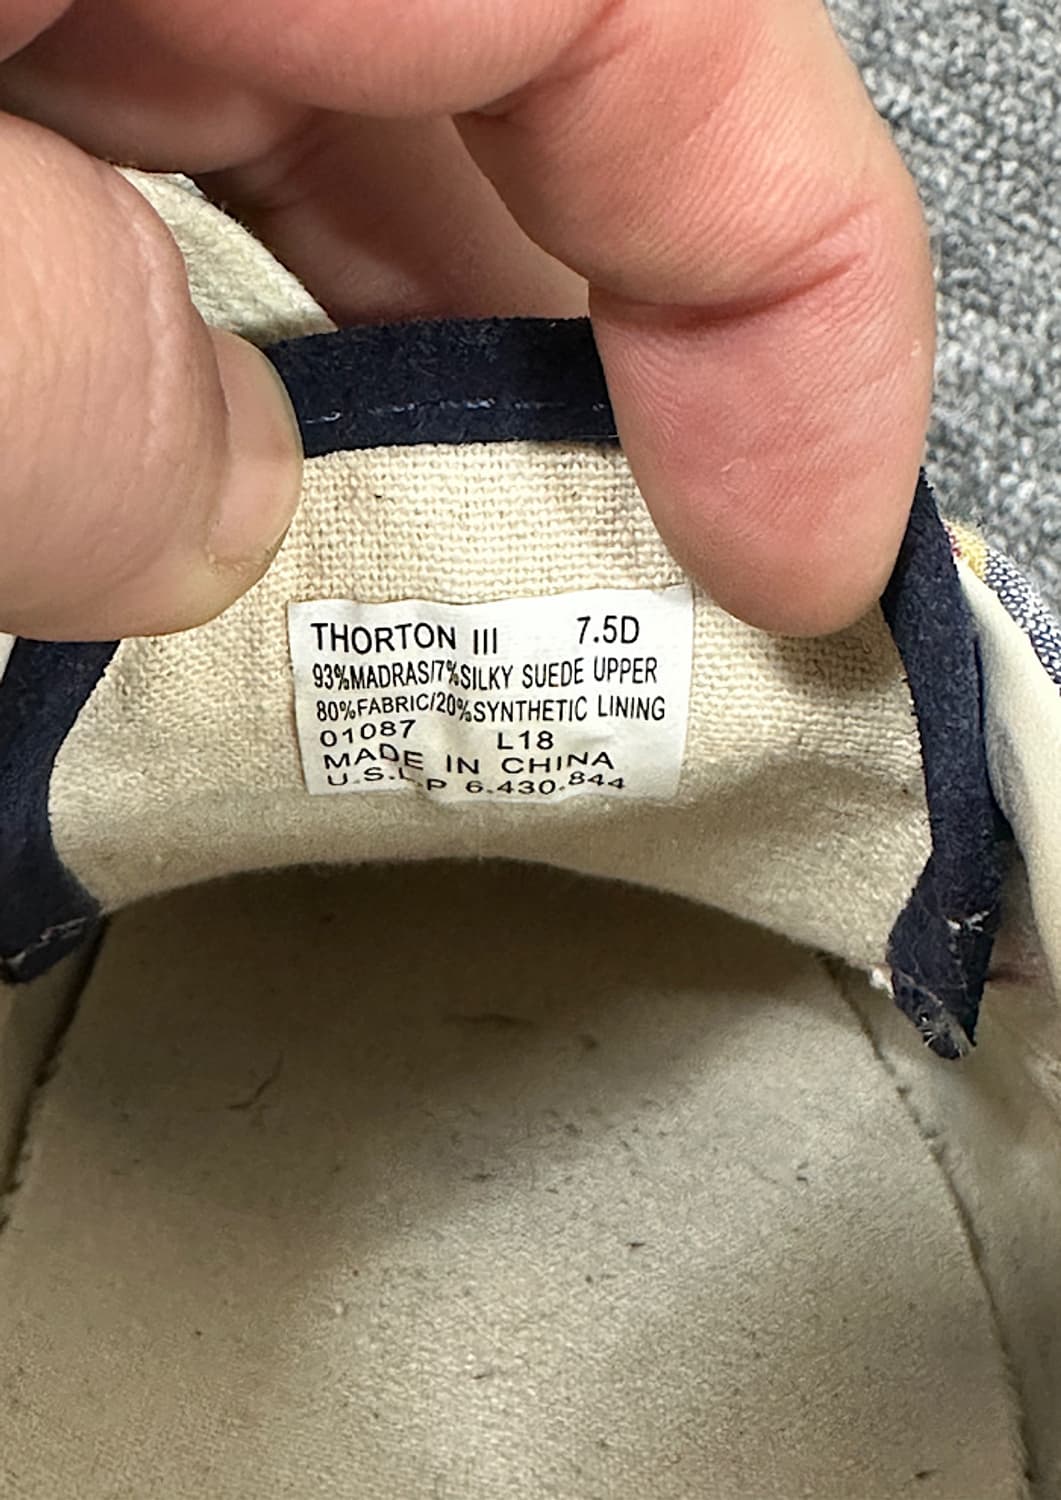 THORTON III 7.5D
93%MADRAS/7%SILKY SUEDE UPPER
80%FABRIC/20%SYNTHETIC LINING
01087 L18
MADE IN CHINA
6.430.844